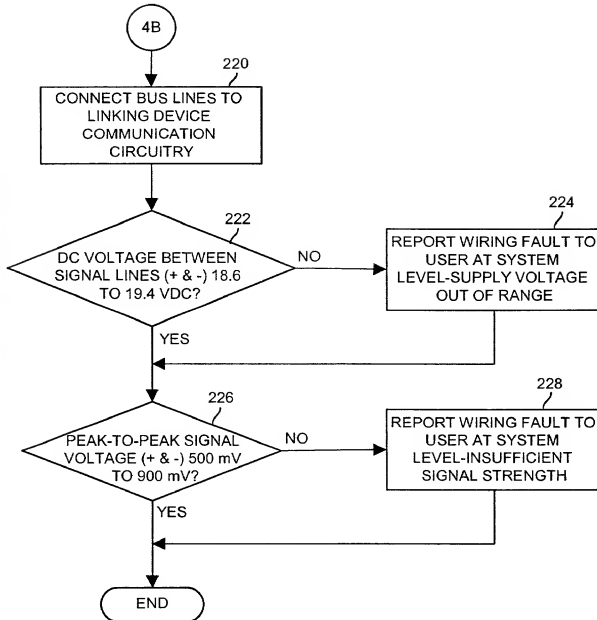 4B
220
CONNECT BUS LINES TO
LINKING DEVICE
COMMUNICATION
CIRCUITRY
222
DC VOLTAGE BETWEEN
SIGNAL LINES (+ & -) 18.6
TO 19.4 VDC?
NO
224
REPORT WIRING FAULT TO
USER AT SYSTEM
LEVEL-SUPPLY VOLTAGE
OUT OF RANGE
YES
226
PEAK-TO-PEAK SIGNAL
VOLTAGE (+ & -) 500 mV
TO 900 mV?
NO
228
REPORT WIRING FAULT TO
USER AT SYSTEM
LEVEL-INSUFFICIENT
SIGNAL STRENGTH
YES
END